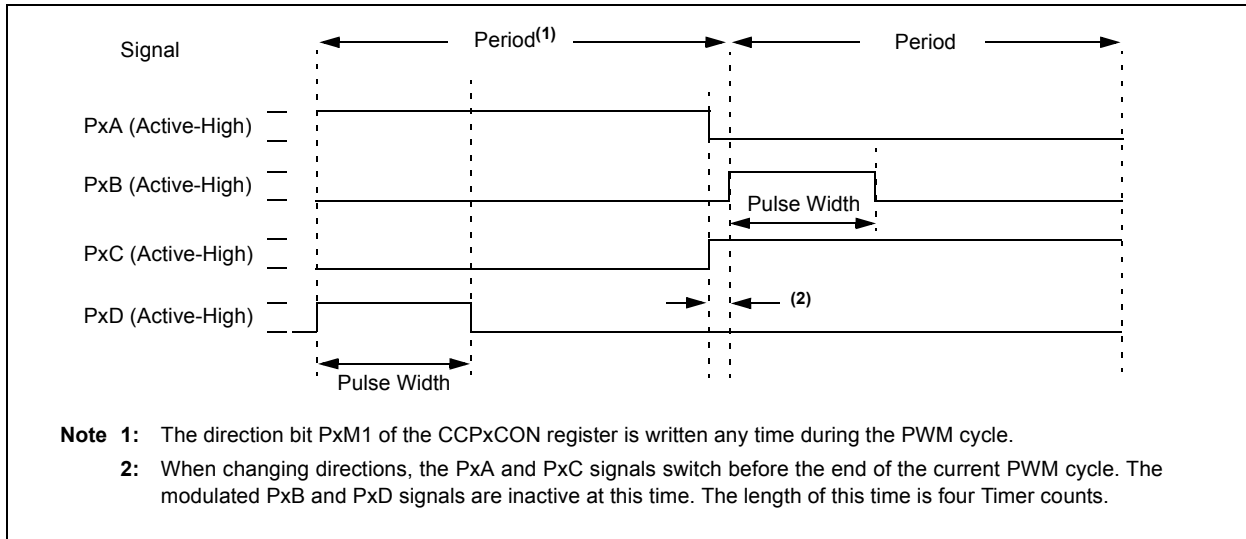 Signal
Period(1)
Period
PxA (Active-High)
PxB (Active-High)
Pulse Width
PxC (Active-High)
(2)
PxD (Active-High)
Pulse Width
Note 1: The direction bit PxM1 of the CCPxCON register is written any time during the PWM cycle.
2: When changing directions, the PxA and PxC signals switch before the end of the current PWM cycle. The
modulated PxB and PxD signals are inactive at this time. The length of this time is four Timer counts.